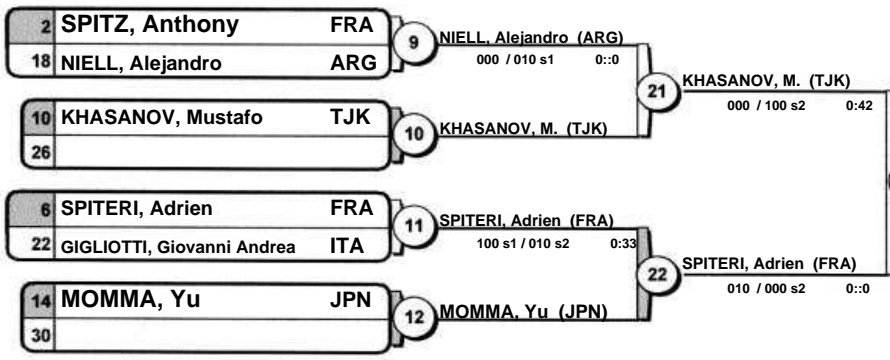 2 SPITZ, Anthony FRA
18 NIELL, Alejandro ARG
9
NIELL, Alejandro (ARG)
000 / 010 s1 0::0
10 KHASANOV, Mustafo TJK
26
10
KHASANOV, M. (TJK)
21
KHASANOV, M. (TJK)
000 / 100 s2 0:42
6 SPITERI, Adrien FRA
22 GIGLIOTTI, Giovanni Andrea ITA
11
SPITERI, Adrien (FRA)
100 s1 / 010 s2 0:33
14 MOMMA, Yu JPN
30
12
MOMMA, Yu (JPN)
22
SPITERI, Adrien (FRA)
010 / 000 s2 0::0